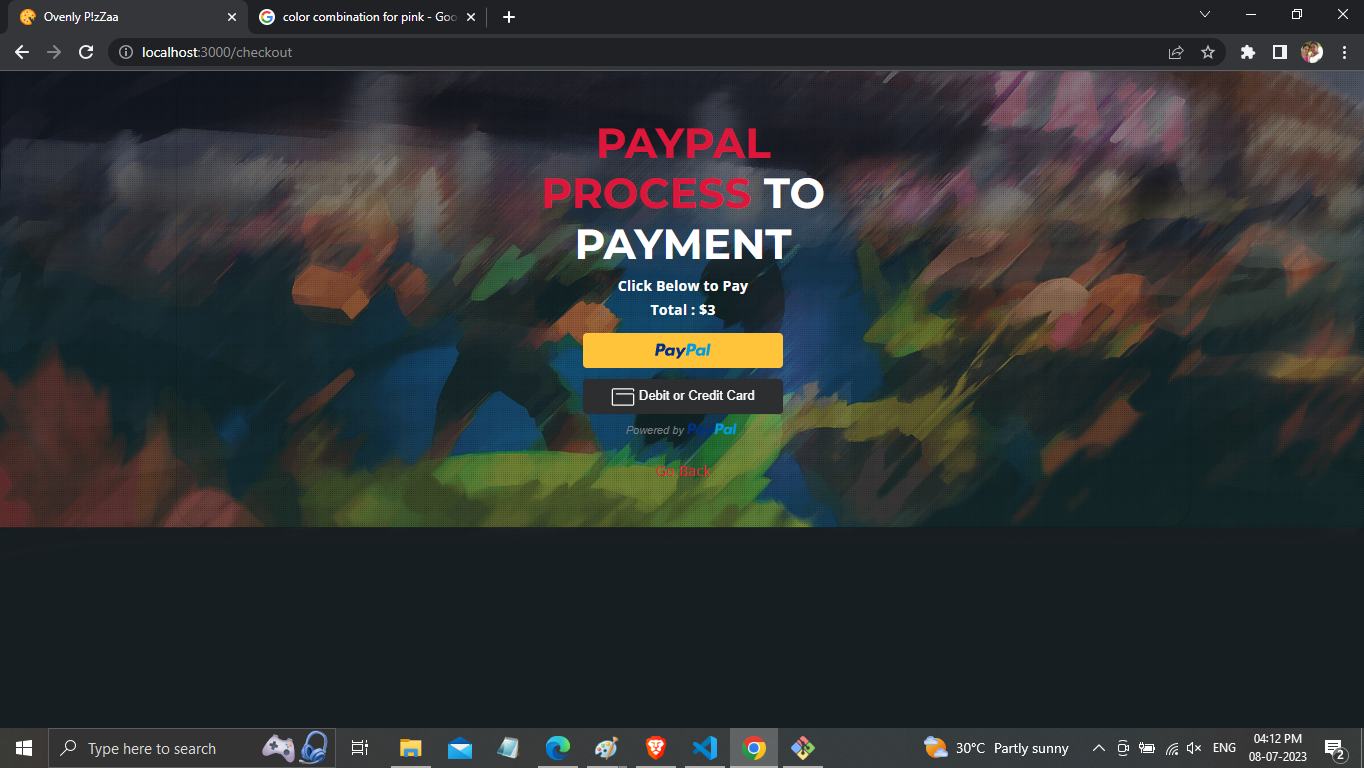 Ovenly P!zZaa
color combination for pink - Goo
localhost:3000/checkout
PAYPAL
PROCESS TO
PAYMENT
Click Below to Pay
Total : $3
PayPal
Debit or Credit Card
Powered by PayPal
Go Back
Type here to search
30°C Partly sunny
ENG
04:12 PM
08-07-2023
2